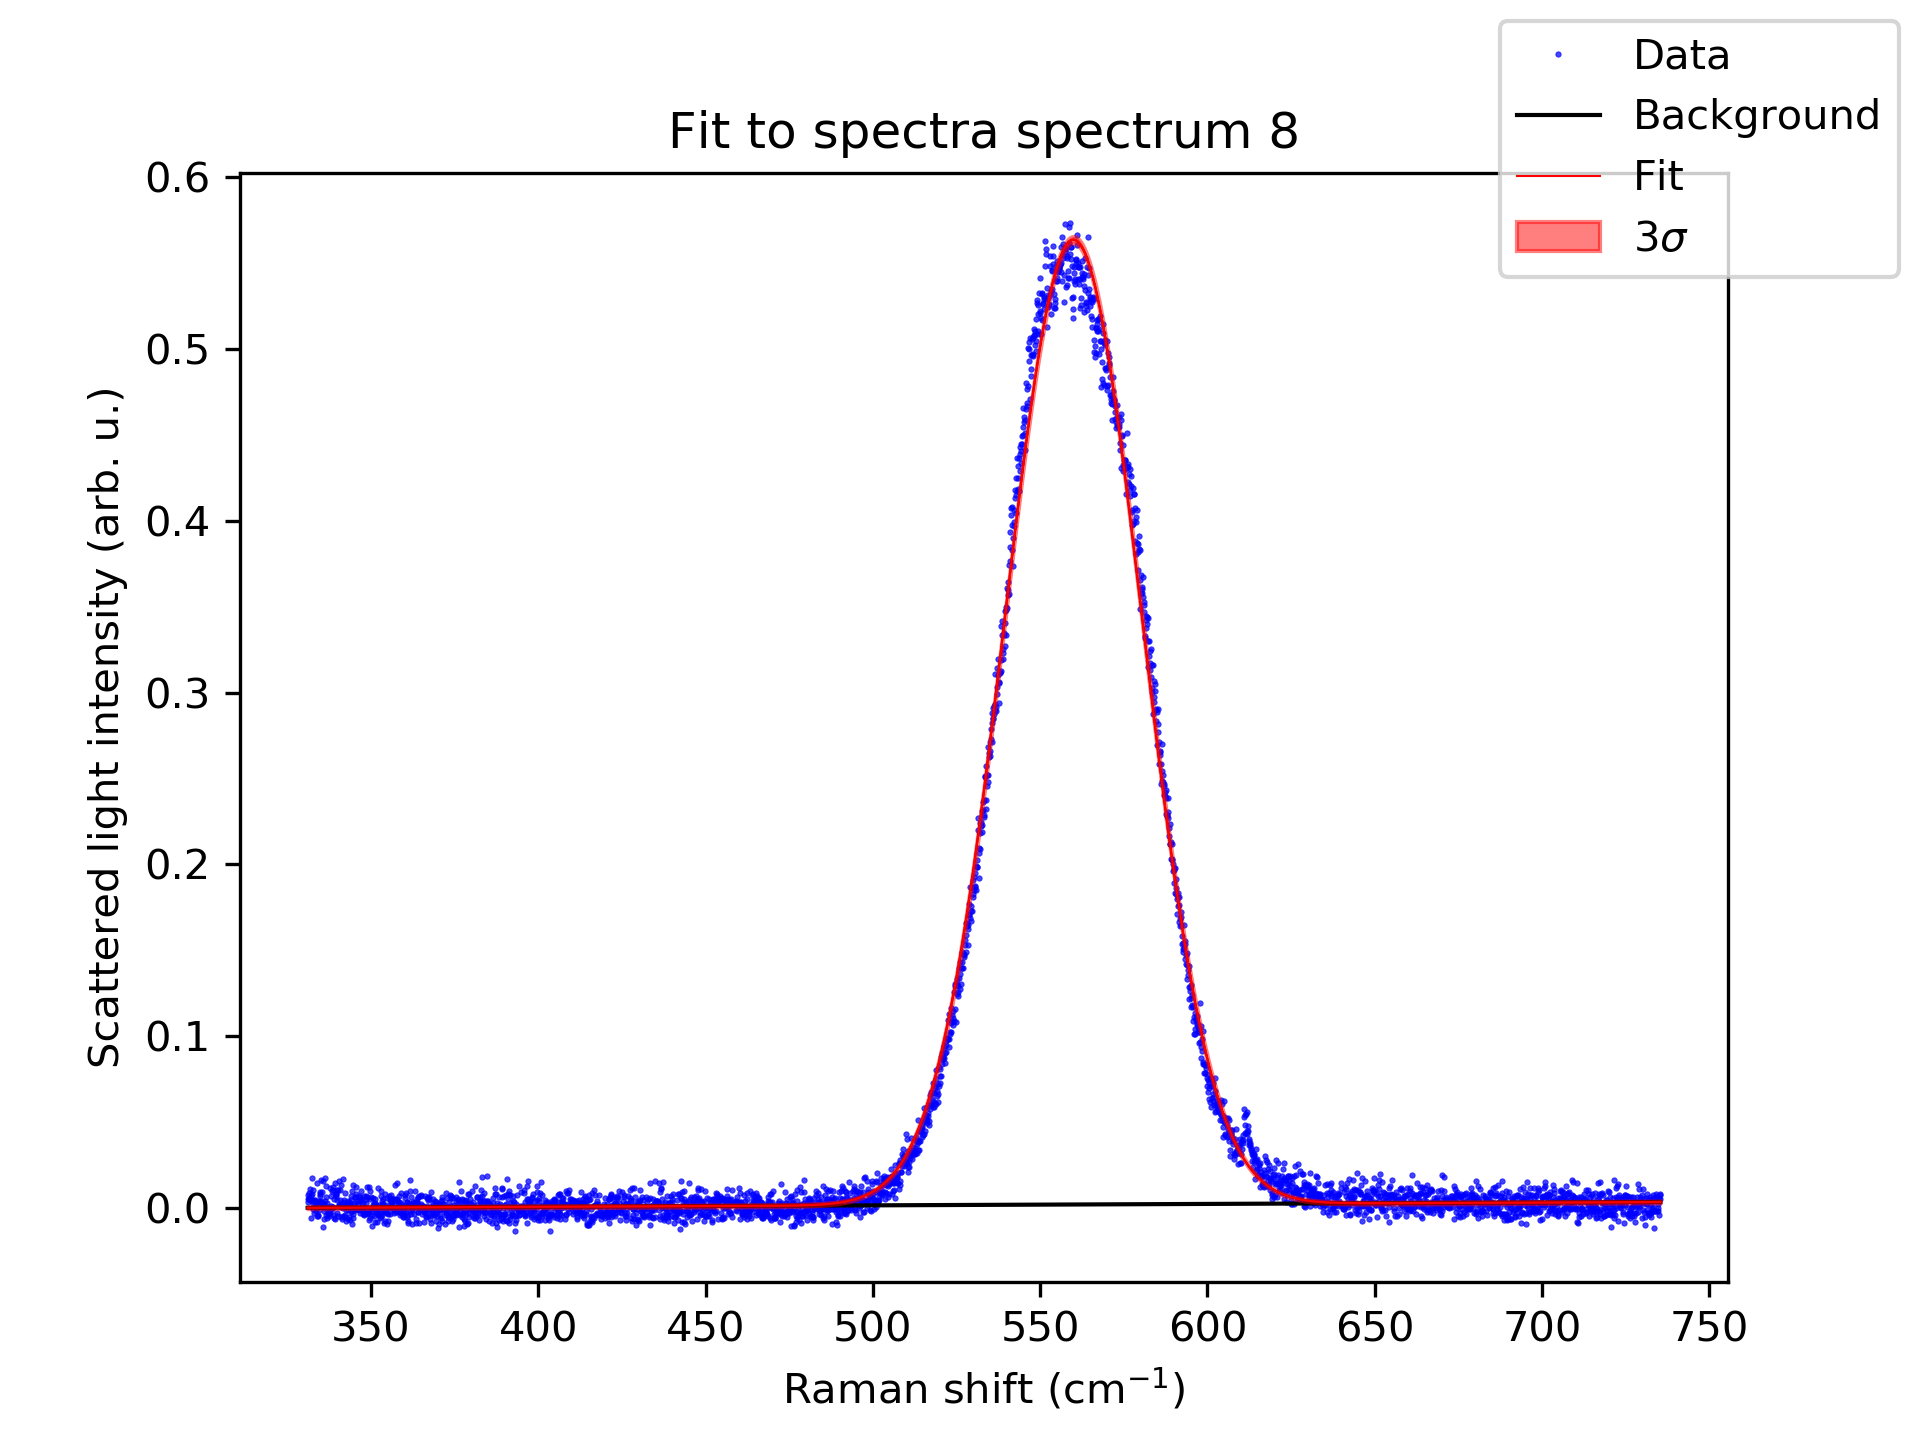 Data
Background
Fit
3σ
Fit to spectra spectrum 8
0.6
0.5
0.4
0.3
0.2
0.1
0.0
Scattered light intensity (arb. u.)
350 400 450 500 550 600 650 700 750
Raman shift (cm⁻¹)